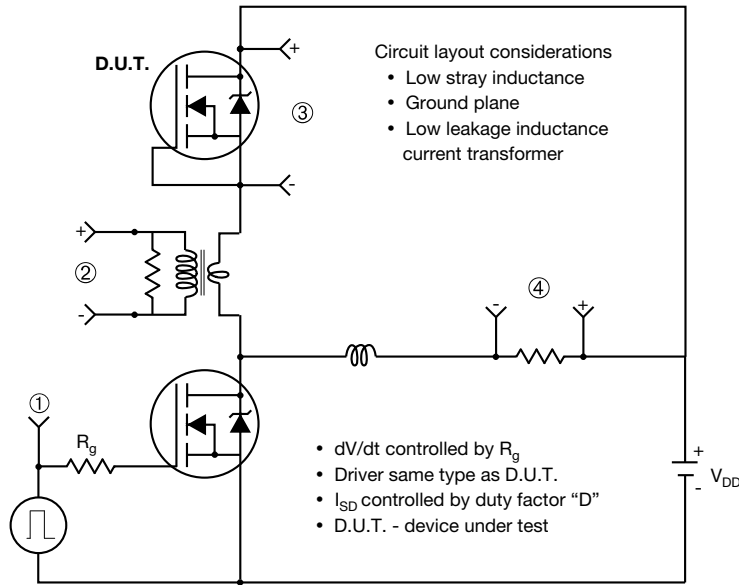 D.U.T.
+
Circuit layout considerations
• Low stray inductance
• Ground plane
• Low leakage inductance
current transformer
③
-
+
②
-
④
-
+
①
R_g
• dV/dt controlled by R_g
• Driver same type as D.U.T.
• I_SD controlled by duty factor “D”
• D.U.T. - device under test
+
V_DD
-